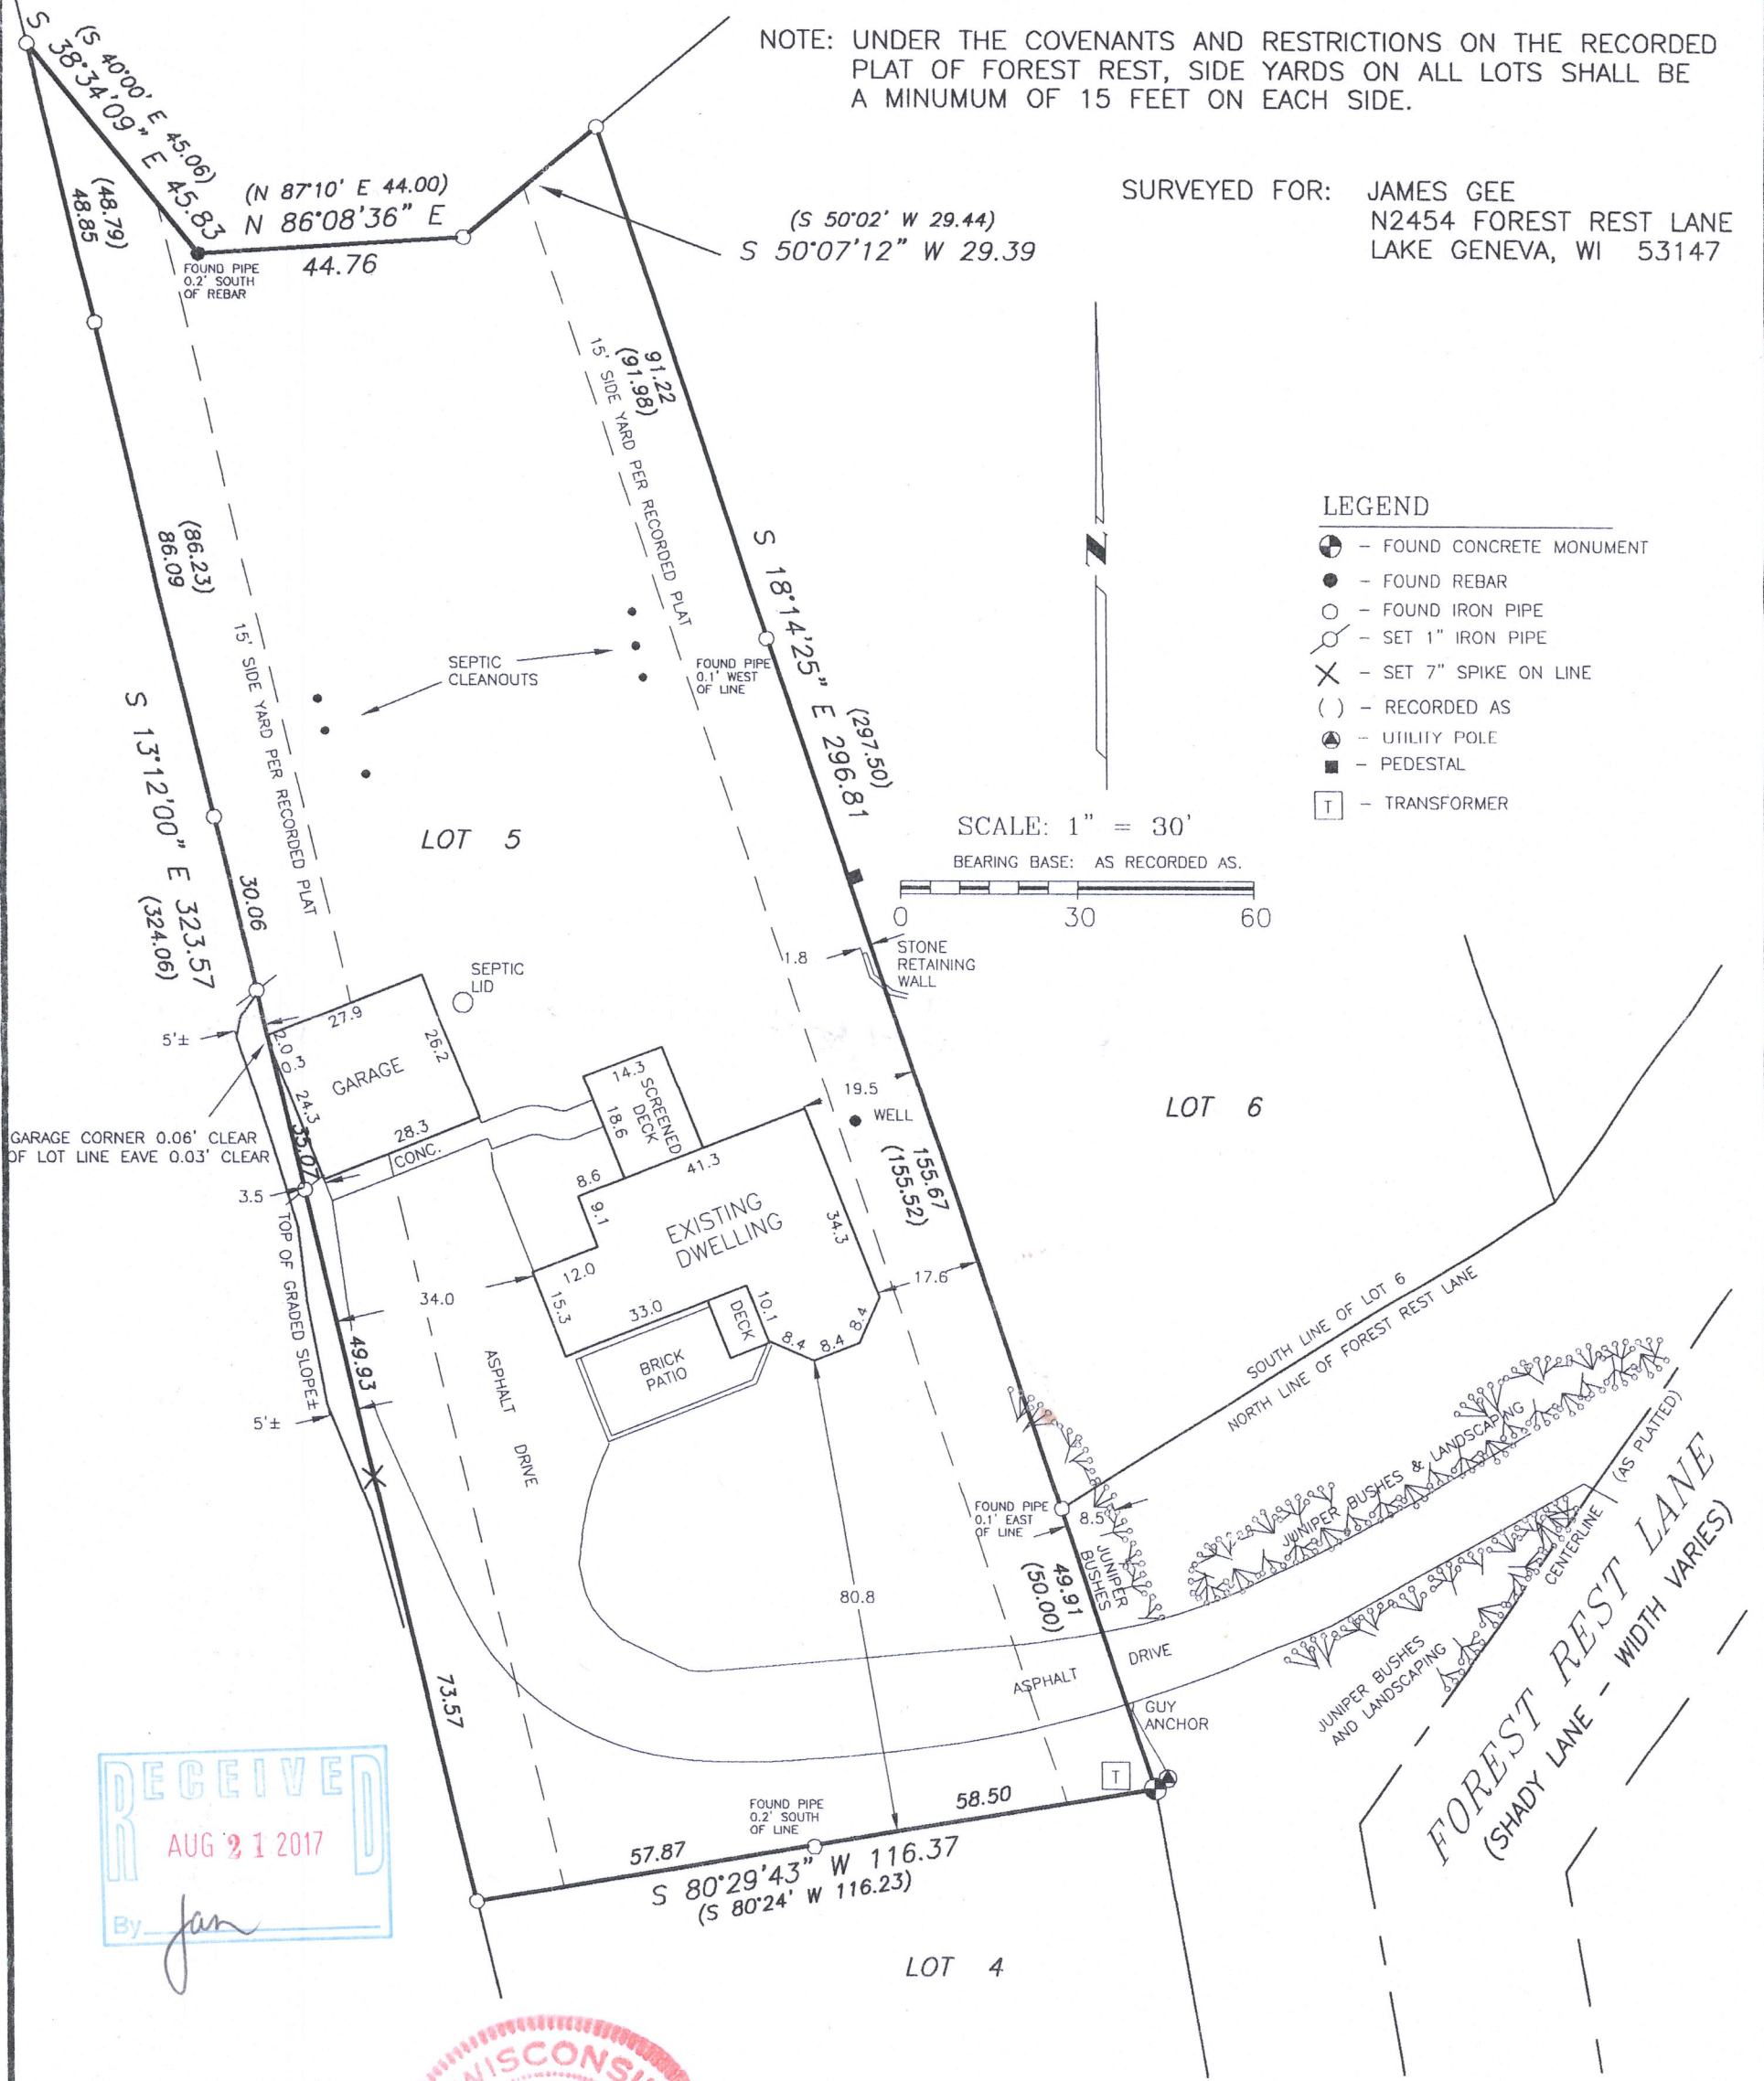 NOTE: UNDER THE COVENANTS AND RESTRICTIONS ON THE RECORDED
PLAT OF FOREST REST, SIDE YARDS ON ALL LOTS SHALL BE
A MINUMUM OF 15 FEET ON EACH SIDE.
SURVEYED FOR: JAMES GEE
N2454 FOREST REST LANE
LAKE GENEVA, WI 53147
(S 40°00' E 45.06)
S 38°34'09" E 45.83
(N 87°10' E 44.00)
N 86°08'36" E
44.76
(S 50°02' W 29.44)
S 50°07'12" W 29.39
(48.79)
48.85
FOUND PIPE
0.2' SOUTH
OF REBAR
91.22
(91.98)
15' SIDE YARD PER RECORDED PLAT
S 18°14'25" E 296.81
(297.50)
LEGEND
- FOUND CONCRETE MONUMENT
- FOUND REBAR
- FOUND IRON PIPE
- SET 1" IRON PIPE
- SET 7" SPIKE ON LINE
( ) - RECORDED AS
- UTILITY POLE
- PEDESTAL
T - TRANSFORMER
N
(86.23)
86.09
15' SIDE YARD PER RECORDED PLAT
SEPTIC
CLEANOUTS
FOUND PIPE
0.1' WEST
OF LINE
S 13°12'00" E 323.57
(324.06)
LOT 5
SCALE: 1" = 30'
BEARING BASE: AS RECORDED AS.
0 30 60
30.06
SEPTIC
LID
1.8
STONE
RETAINING
WALL
5'±
27.9
2.0
0.3
26.2
GARAGE
24.3
28.3
35.07
CONC.
GARAGE CORNER 0.06' CLEAR
OF LOT LINE EAVE 0.03' CLEAR
3.5
14.3
SCREENED
DECK
18.6
19.5
WELL
LOT 6
8.6
41.3
9.1
EXISTING
DWELLING
34.3
155.67
(155.52)
TOP OF GRADED SLOPE±
34.0
12.0
15.3
33.0
DECK
10.1
8.4
8.4
8.4
17.6
BRICK
PATIO
49.93
5'±
ASPHALT DRIVE
SOUTH LINE OF LOT 6
NORTH LINE OF FOREST REST LANE
JUNIPER BUSHES & LANDSCAPING
FOUND PIPE
0.1' EAST
OF LINE
8.5
JUNIPER
BUSHES
49.91
(50.00)
80.8
CENTERLINE (AS PLATTED)
FOREST REST LANE
(SHADY LANE - WIDTH VARIES)
JUNIPER BUSHES
AND LANDSCAPING
ASPHALT DRIVE
GUY
ANCHOR
T
73.57
FOUND PIPE
0.2' SOUTH
OF LINE
58.50
57.87
S 80°29'43" W 116.37
(S 80°24' W 116.23)
LOT 4
RECEIVED
AUG 21 2017
By Jan
WISCONSI